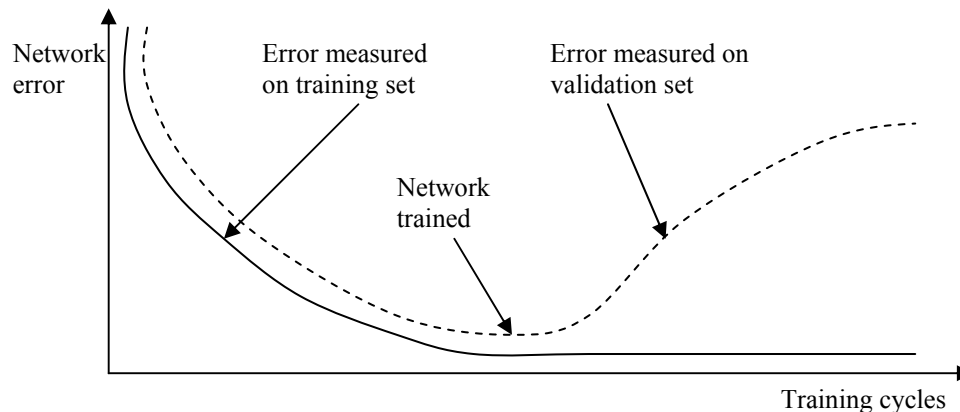 Network
error
Error measured
on training set
Error measured on
validation set
Network
trained
Training cycles